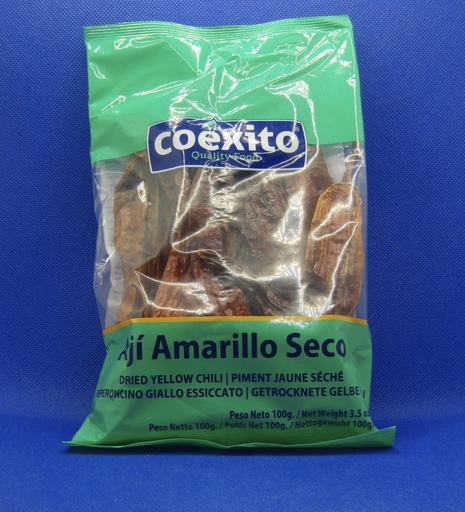 coexito®
Quality Food
Ají Amarillo Seco
DRIED YELLOW CHILI | PIMENT JAUNE SÉCHÉ
PEPERONCINO GIALLO ESSICCATO | GETROCKNETE GELBE
Peso Neto 100g. / Net Weight 3.5 oz
Peso Netto 100g. / Poids Net 100g. / Nettogewicht 100g